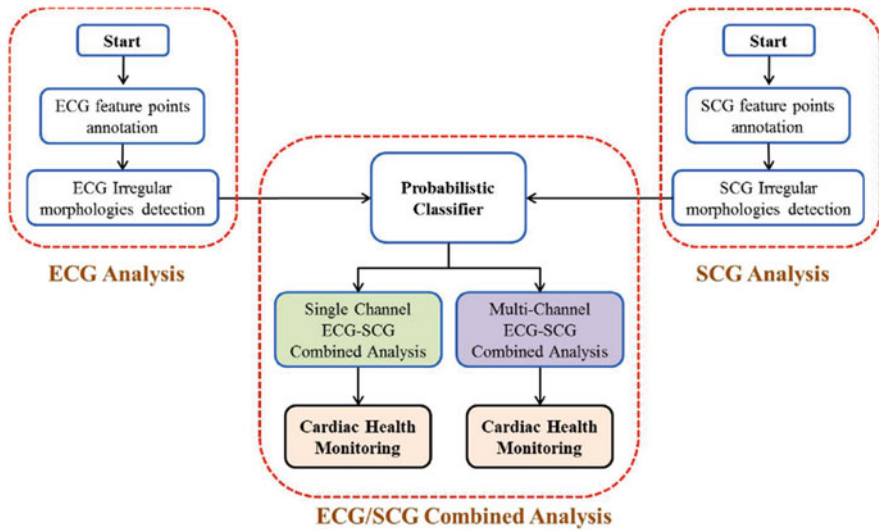 Start
ECG feature points
annotation
ECG Irregular
morphologies detection
ECG Analysis
Probabilistic
Classifier
Single Channel
ECG-SCG
Combined Analysis
Multi-Channel
ECG-SCG
Combined Analysis
Cardiac Health
Monitoring
Cardiac Health
Monitoring
ECG/SCG Combined Analysis
Start
SCG feature points
annotation
SCG Irregular
morphologies detection
SCG Analysis